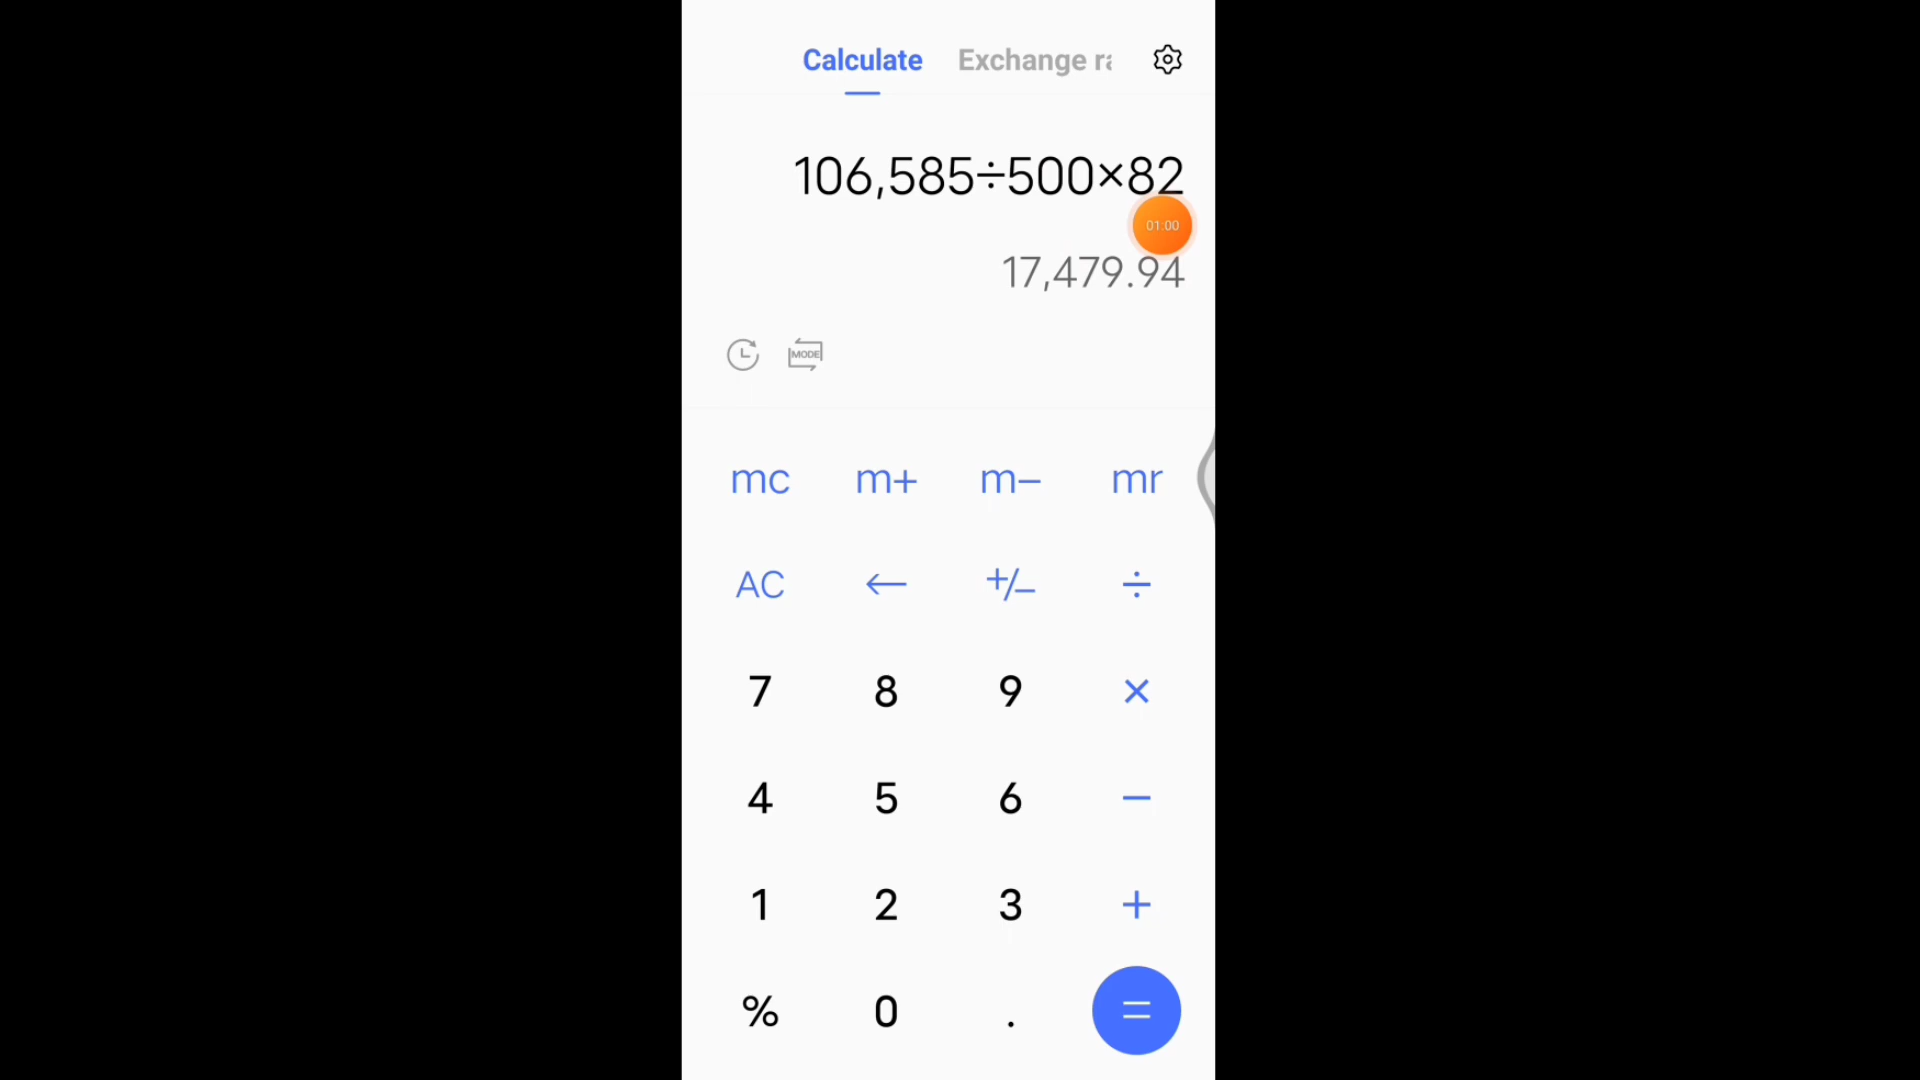 Calculate Exchange ra
106,585÷500×82
01:00
17,479.94
MODE
mc m+ m− mr
AC ← +/− ÷
7 8 9 ×
4 5 6 −
1 2 3 +
% 0 . =